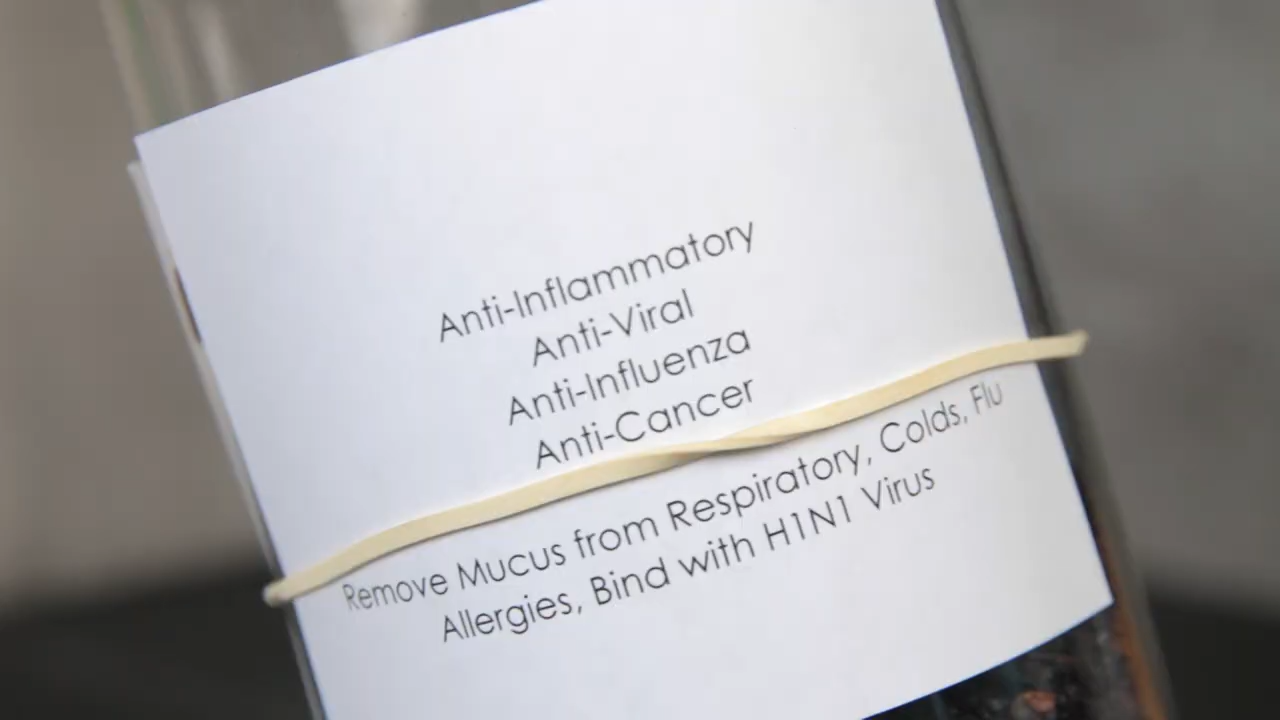 Anti-Inflammatory
Anti-Viral
Anti-Influenza
Anti-Cancer
Remove Mucus from Respiratory, Colds, Flu
Allergies, Bind with H1N1 Virus